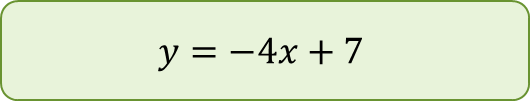 y = −4x + 7